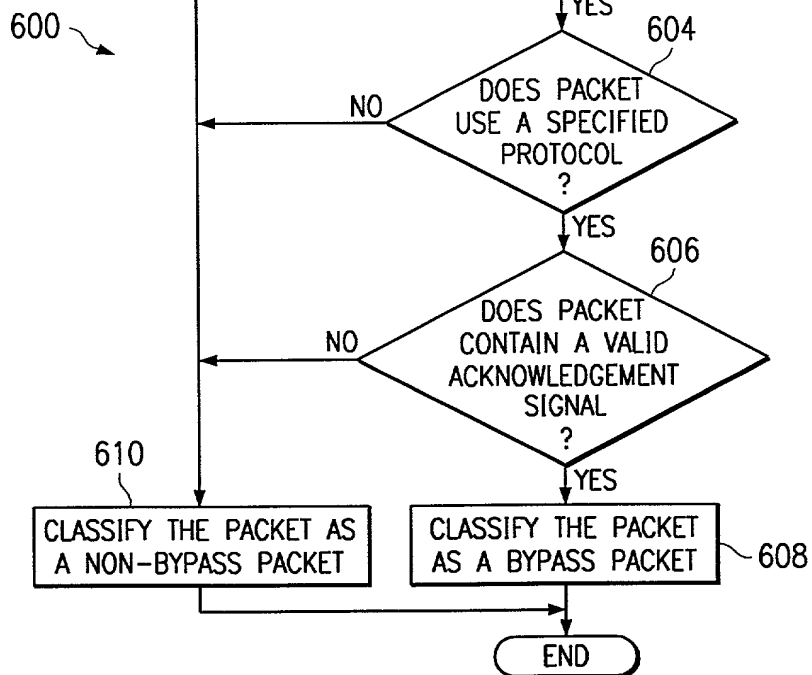 YES
600
604
DOES PACKET
USE A SPECIFIED
PROTOCOL
?
NO
YES
606
DOES PACKET
CONTAIN A VALID
ACKNOWLEDGEMENT
SIGNAL
?
NO
YES
610
CLASSIFY THE PACKET AS
A NON-BYPASS PACKET
CLASSIFY THE PACKET
AS A BYPASS PACKET
608
END